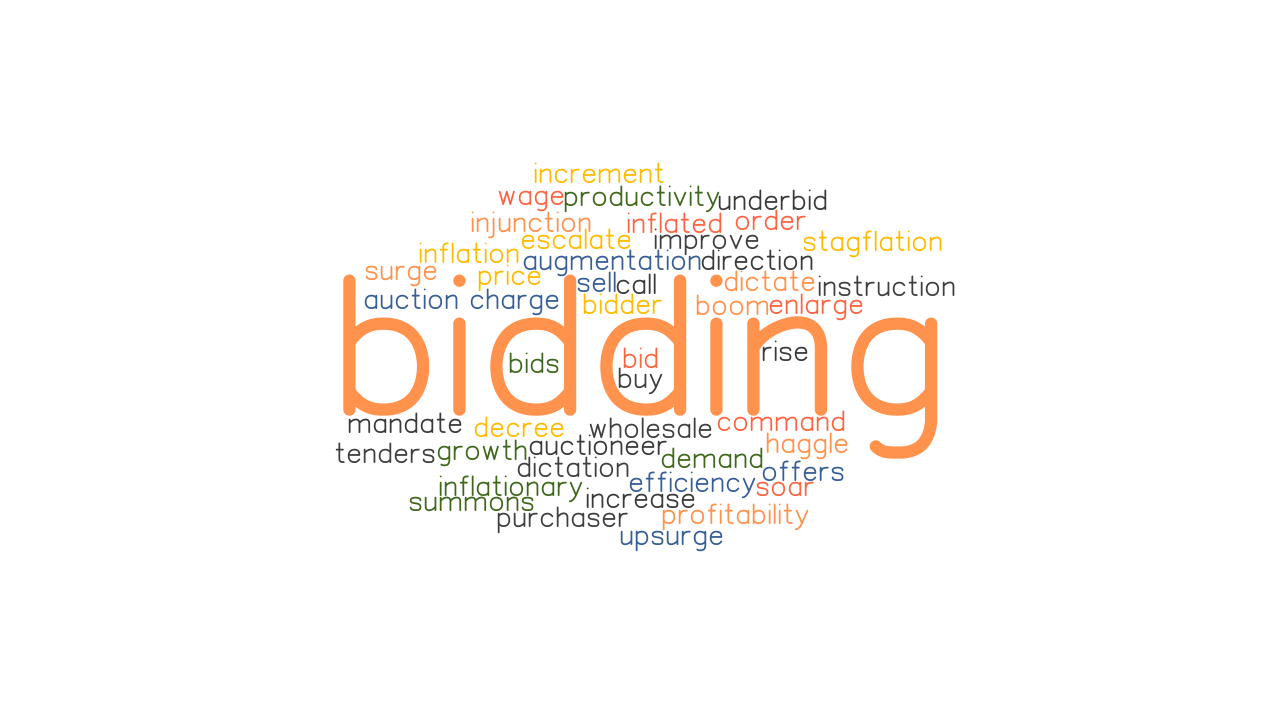 increment
wage productivity underbid
injunction inflated order
inflation escalate improve stagflation
augmentation direction
surge price sell call dictate instruction
auction charge bidder boom enlarge
bidding
bids bid rise
buy
mandate decree wholesale command
tenders growth auctioneer demand haggle
dictation offers
inflationary efficiency soar
summons increase
purchaser profitability
upsurge